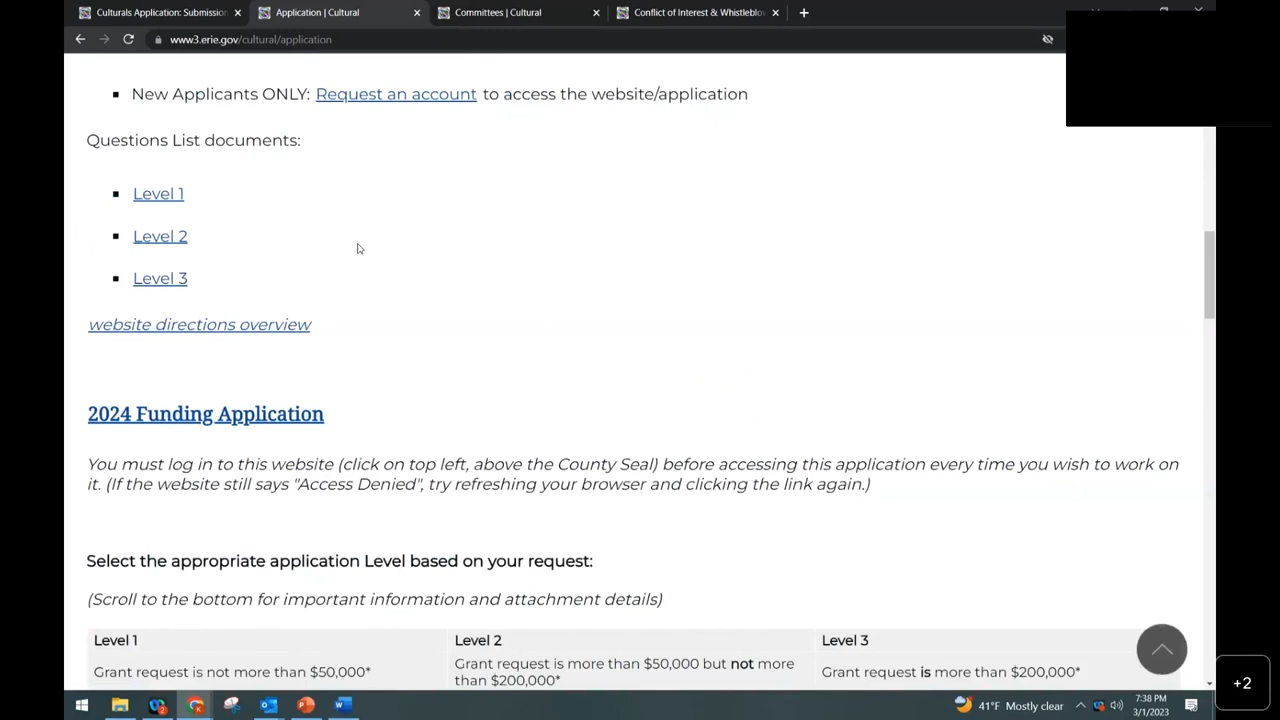 Culturals Application: Submission
Application | Cultural
Committees | Cultural
Conflict of Interest & Whistleblow
www3.erie.gov/cultural/application
New Applicants ONLY: Request an account to access the website/application
Questions List documents:
Level 1
Level 2
Level 3
website directions overview
2024 Funding Application
You must log in to this website (click on top left, above the County Seal) before accessing this application every time you wish to work on
it. (If the website still says "Access Denied", try refreshing your browser and clicking the link again.)
Select the appropriate application Level based on your request:
(Scroll to the bottom for important information and attachment details)
Level 1
Level 2
Level 3
Grant request is not more than $50,000*
Grant request is more than $50,000 but not more
than $200,000*
Grant request is more than $200,000*
+2
41°F Mostly clear
7:38 PM
3/1/2023